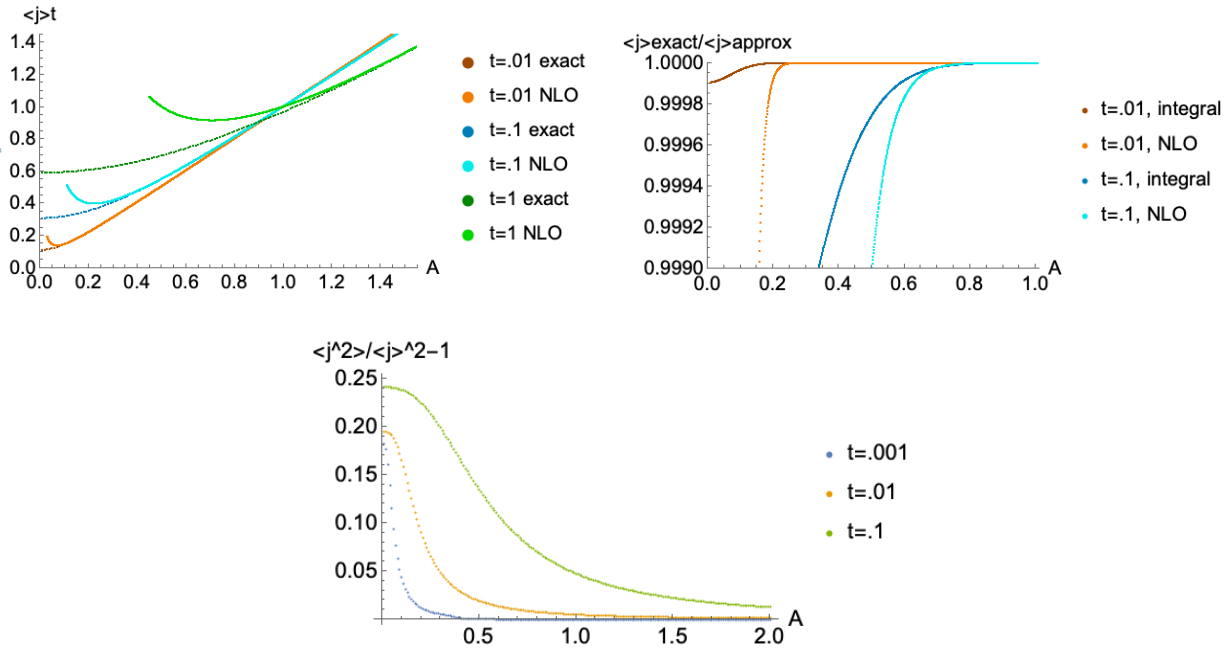 <j>t
1.4
1.2
1.0
0.8
0.6
0.4
0.2
0.0
0.0 0.2 0.4 0.6 0.8 1.0 1.2 1.4
A
t=.01 exact
t=.01 NLO
t=.1 exact
t=.1 NLO
t=1 exact
t=1 NLO
<j>exact/<j>approx
1.0000
0.9998
0.9996
0.9994
0.9992
0.9990
0.0 0.2 0.4 0.6 0.8 1.0
A
t=.01, integral
t=.01, NLO
t=.1, integral
t=.1, NLO
<j^2>/<j>^2−1
0.25
0.20
0.15
0.10
0.05
0.5 1.0 1.5 2.0
A
t=.001
t=.01
t=.1